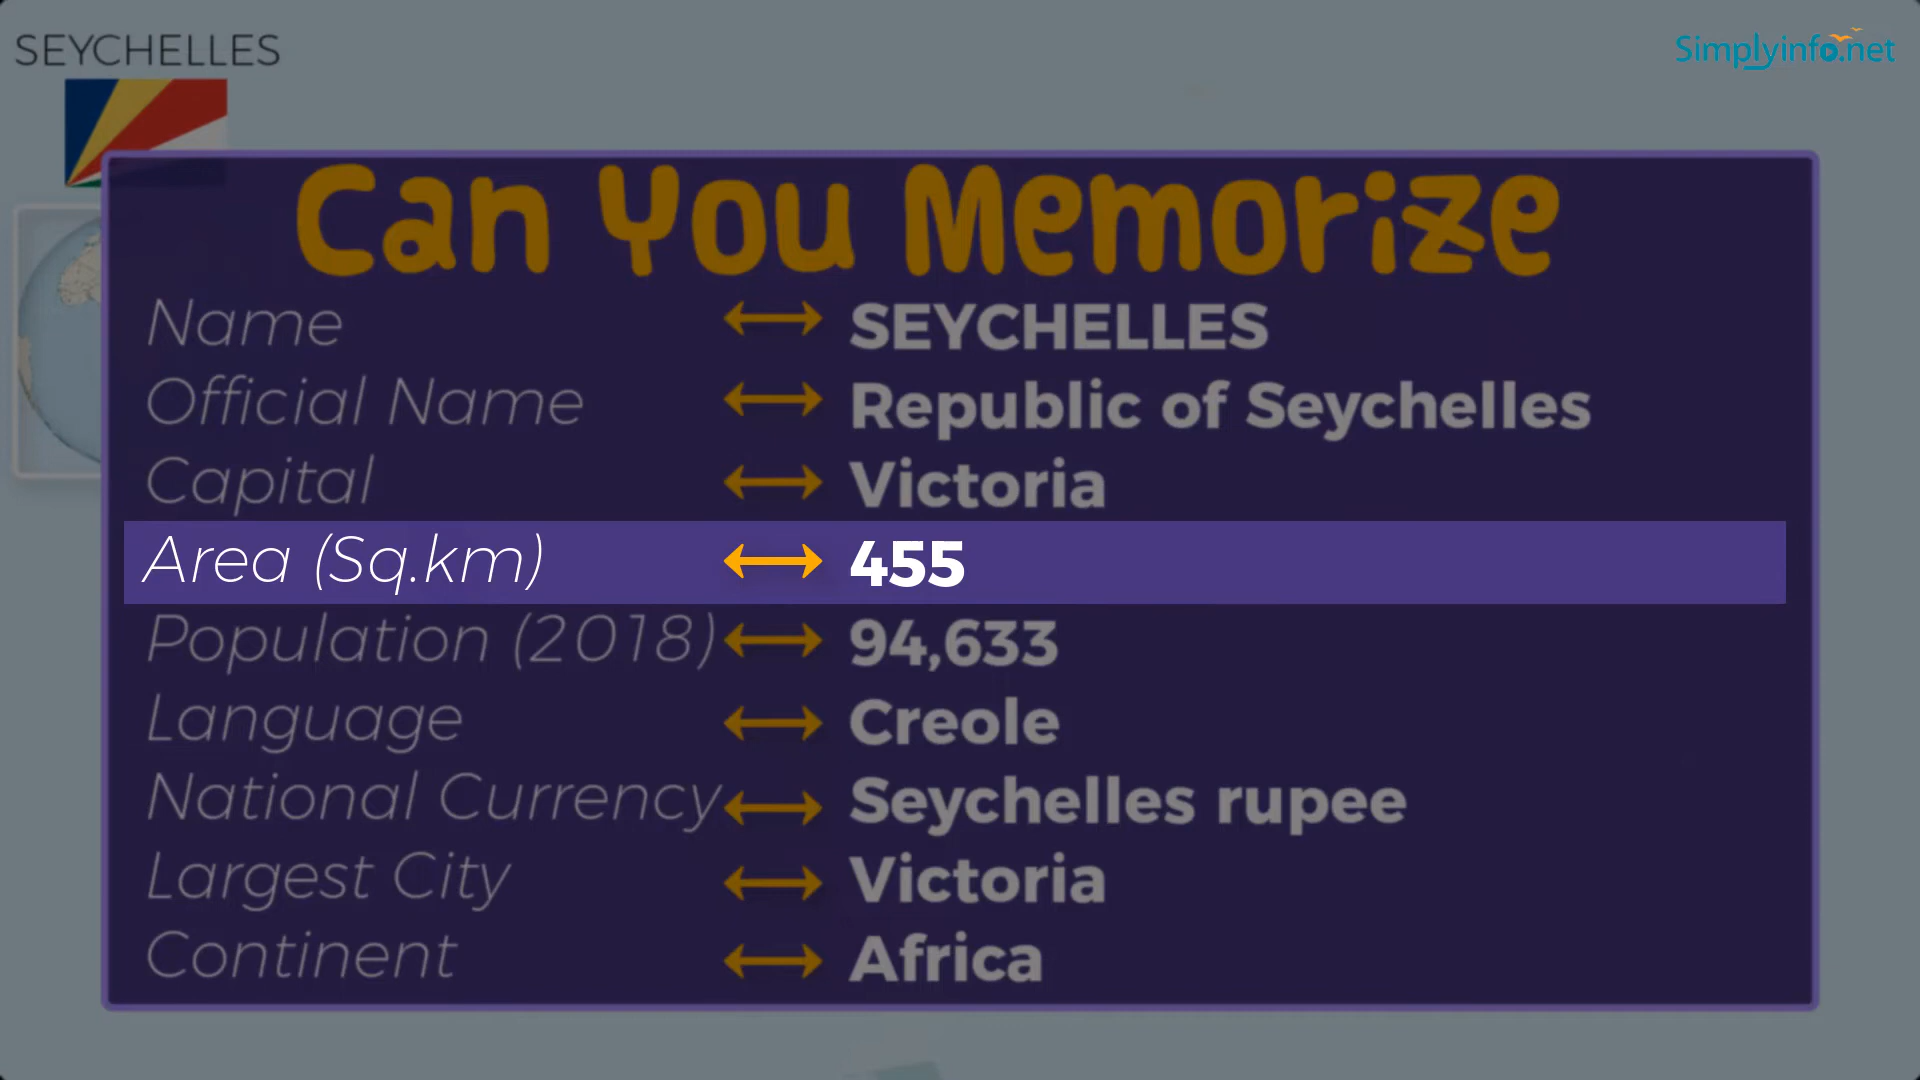 SEYCHELLES
Simplyinfo.net
Can You Memorize
Name ↔ SEYCHELLES
Official Name ↔ Republic of Seychelles
Capital ↔ Victoria
Area (Sq.km) ↔ 455
Population (2018) ↔ 94,633
Language ↔ Creole
National Currency ↔ Seychelles rupee
Largest City ↔ Victoria
Continent ↔ Africa